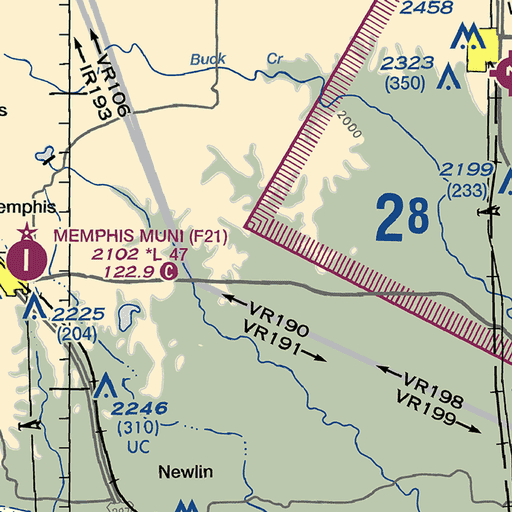 2458
2323
(350)
Buck Cr
VR106
IR193
2000
2199
(233)
28
emphis
MEMPHIS MUNI (F21)
2102 *L 47
122.9 C
2225
(204)
VR190
VR191
VR198
VR199
2246
(310)
UC
Newlin